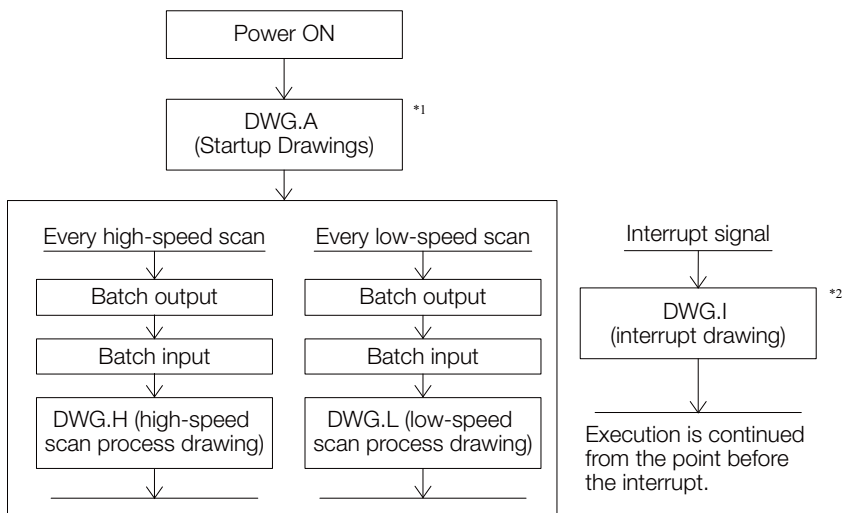 Power ON
DWG.A
(Startup Drawings)
*1
Every high-speed scan
Batch output
Batch input
DWG.H (high-speed
scan process drawing)
Every low-speed scan
Batch output
Batch input
DWG.L (low-speed
scan process drawing)
Interrupt signal
DWG.I
(interrupt drawing)
*2
Execution is continued
from the point before
the interrupt.